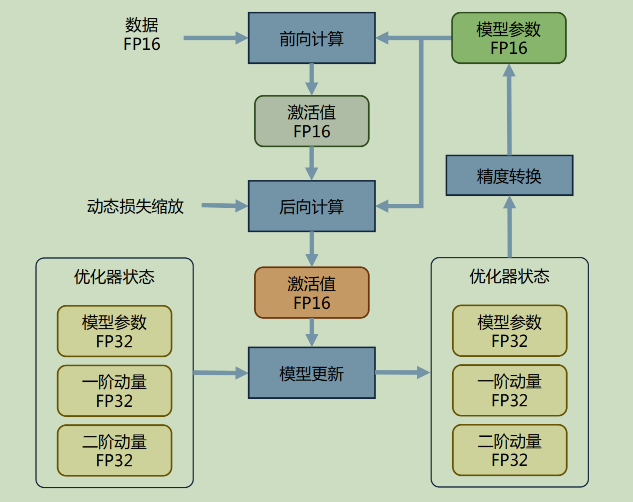 数据
FP16
前向计算
模型参数
FP16
激活值
FP16
精度转换
动态损失缩放
后向计算
优化器状态
模型参数
FP32
一阶动量
FP32
二阶动量
FP32
激活值
FP16
模型更新
优化器状态
模型参数
FP32
一阶动量
FP32
二阶动量
FP32